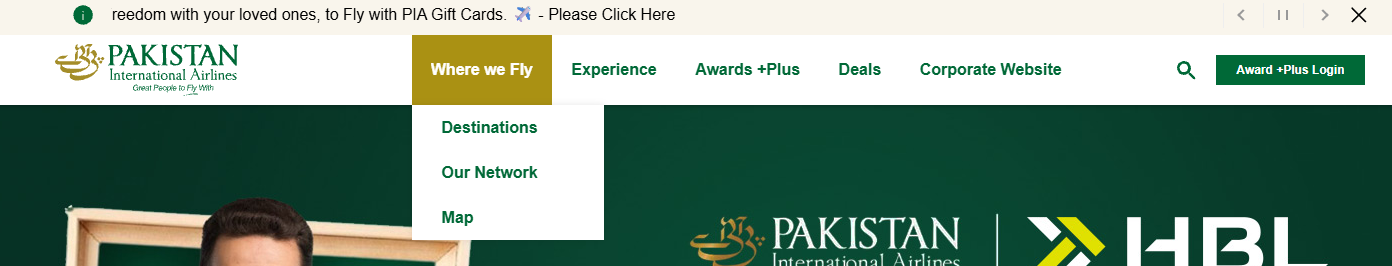 reedom with your loved ones, to Fly with PIA Gift Cards. ✈️ - Please Click Here
PAKISTAN
International Airlines
Great People to Fly With
Where we Fly
Experience
Awards +Plus
Deals
Corporate Website
Award +Plus Login
Destinations
Our Network
Map
PAKISTAN
International Airlines
HBL